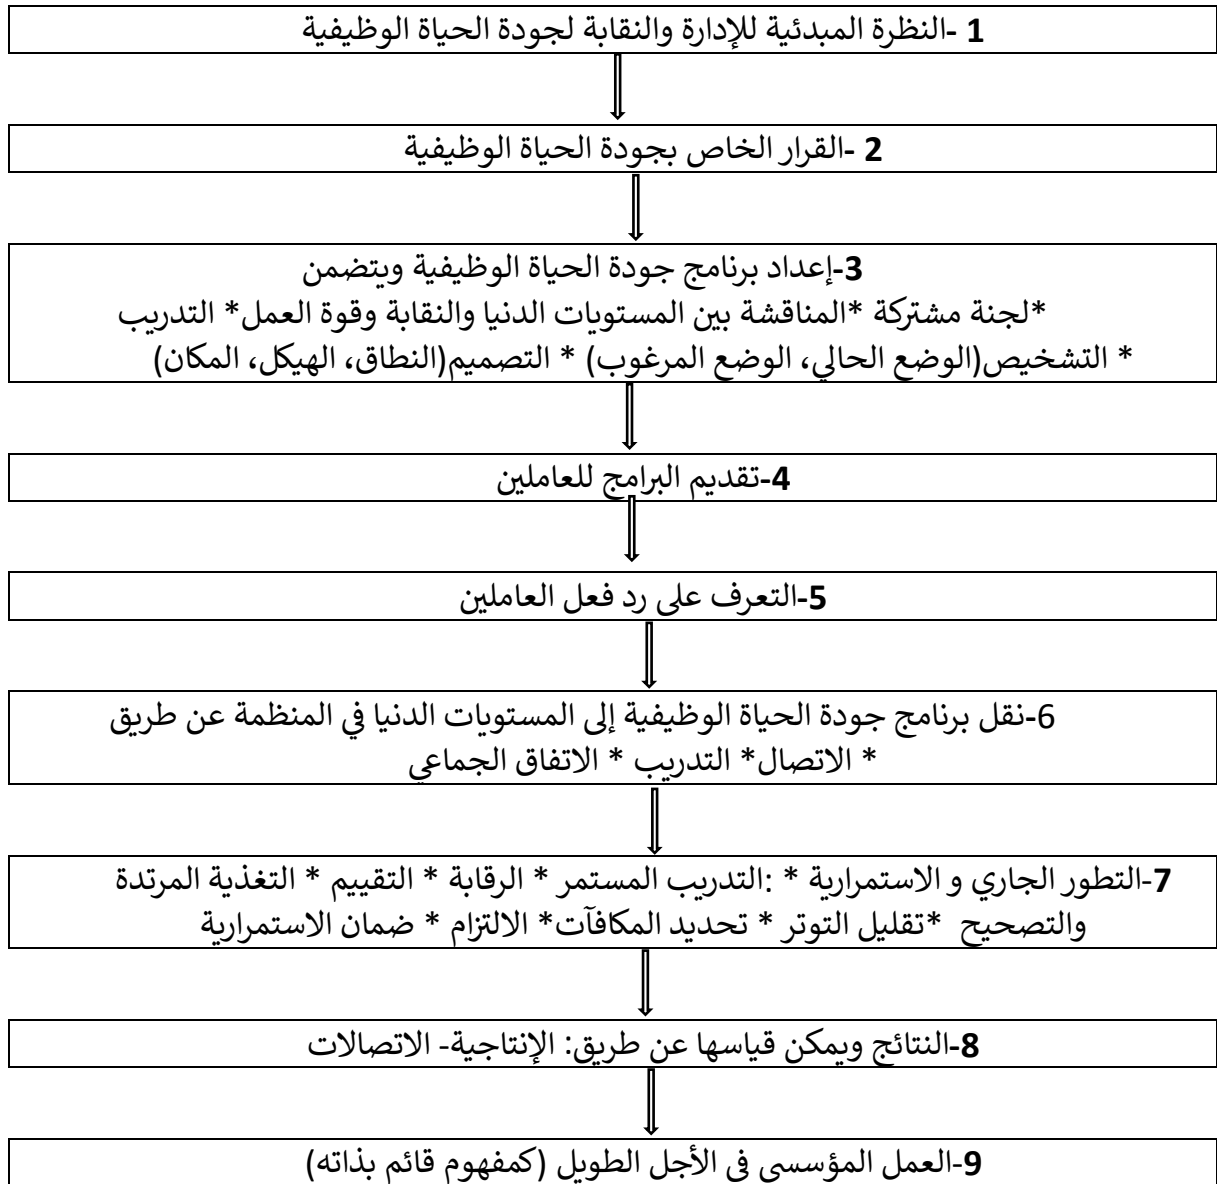 1 -النظرة المبدئية للإدارة والنقابة لجودة الحياة الوظيفية
2 -القرار الخاص بجودة الحياة الوظيفية
3-إعداد برنامج جودة الحياة الوظيفية ويتضمن
*لجنة مشتركة *المناقشة بين المستويات الدنيا والنقابة وقوة العمل* التدريب
* التشخيص(الوضع الحالي، الوضع المرغوب) * التصميم(النطاق، الهيكل، المكان)
4-تقديم البرامج للعاملين
5-التعرف على رد فعل العاملين
6-نقل برنامج جودة الحياة الوظيفية إلى المستويات الدنيا في المنظمة عن طريق
* الاتصال* التدريب * الاتفاق الجماعي
7-التطور الجاري و الاستمرارية * :التدريب المستمر * الرقابة * التقييم * التغذية المرتدة
والتصحيح *تقليل التوتر * تحديد المكافآت* الالتزام * ضمان الاستمرارية
8-النتائج ويمكن قياسها عن طريق: الإنتاجية- الاتصالات
9-العمل المؤسسي في الأجل الطويل (كمفهوم قائم بذاته)